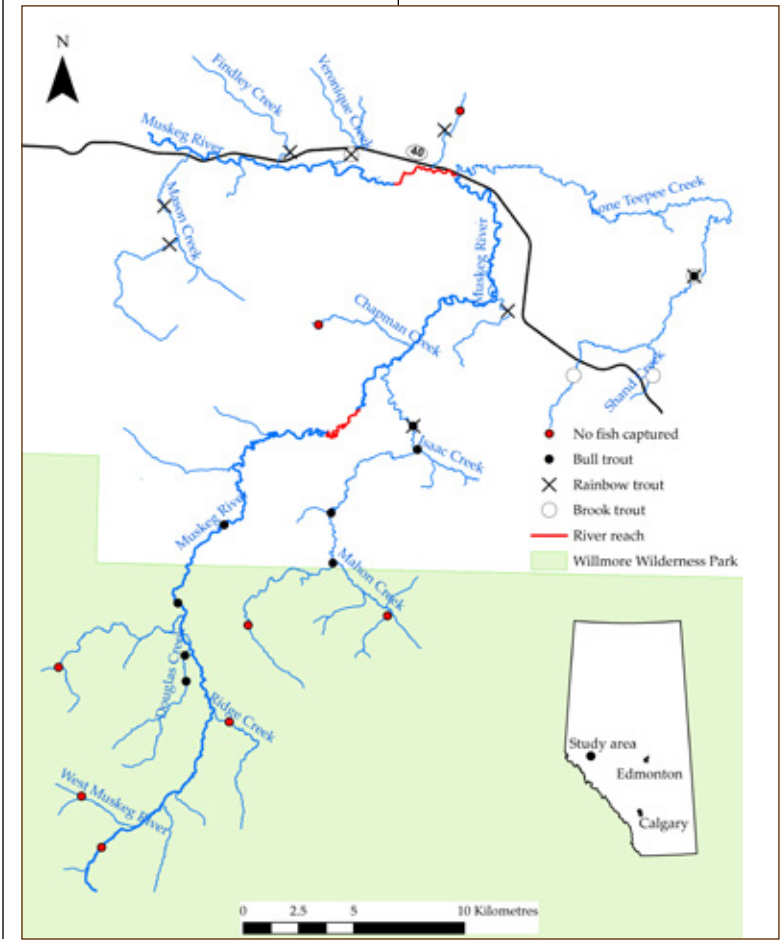 N
Findley Creek
Veronique Creek
Muskeg River
40
Mason Creek
one Teepee Creek
Muskeg River
Chapman Creek
Shand Creek
Isaac Creek
No fish captured
Bull trout
Rainbow trout
Brook trout
River reach
Willmore Wilderness Park
Muskeg River
Mahon Creek
Douglas Creek
Ridge Creek
West Muskeg River
Study area
Edmonton
Calgary
0 2.5 5 10 Kilometres